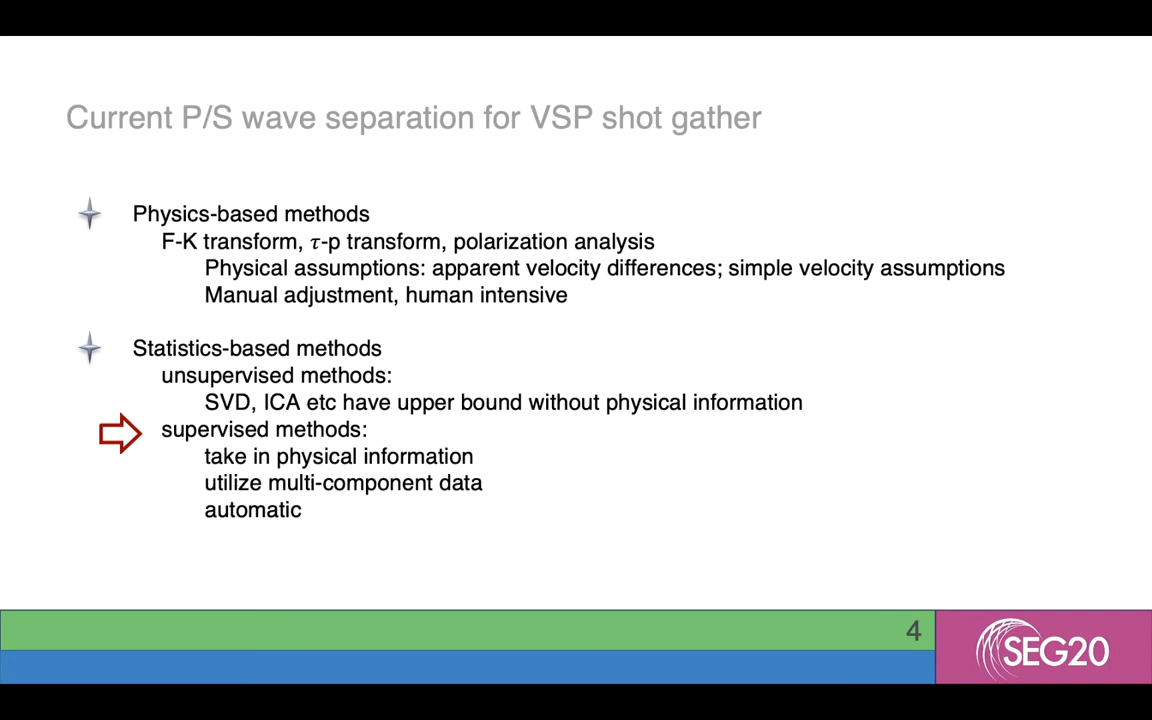 Current P/S wave separation for VSP shot gather
Physics-based methods
F-K transform, τ-p transform, polarization analysis
Physical assumptions: apparent velocity differences; simple velocity assumptions
Manual adjustment, human intensive
Statistics-based methods
unsupervised methods:
SVD, ICA etc have upper bound without physical information
supervised methods:
take in physical information
utilize multi-component data
automatic
4
SEG20